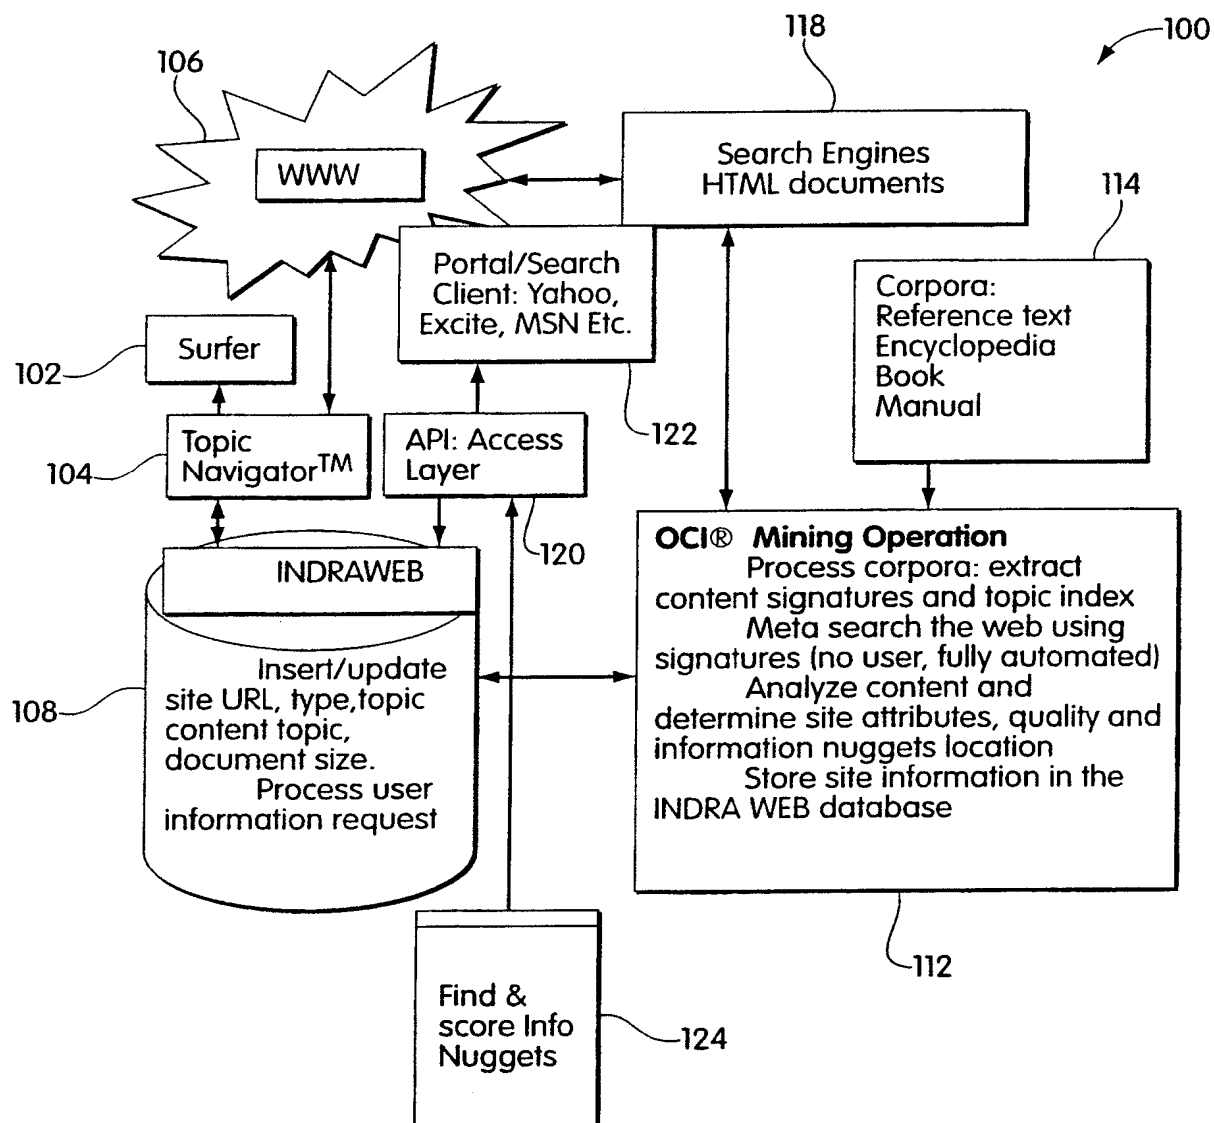 118
100
106
WWW
Search Engines
HTML documents
114
Portal/Search
Client: Yahoo,
Excite, MSN Etc.
Corpora:
Reference text
Encyclopedia
Book
Manual
Surfer
102
122
Topic
Navigator™
104
API: Access
Layer
120
INDRAWEB
OCI® Mining Operation
Process corpora: extract
content signatures and topic index
Meta search the web using
signatures (no user, fully automated)
Analyze content and
determine site attributes, quality and
information nuggets location
Store site information in the
INDRA WEB database
Insert/update
site URL, type,topic
content topic,
document size.
Process user
information request
108
112
Find &
score Info
Nuggets
124